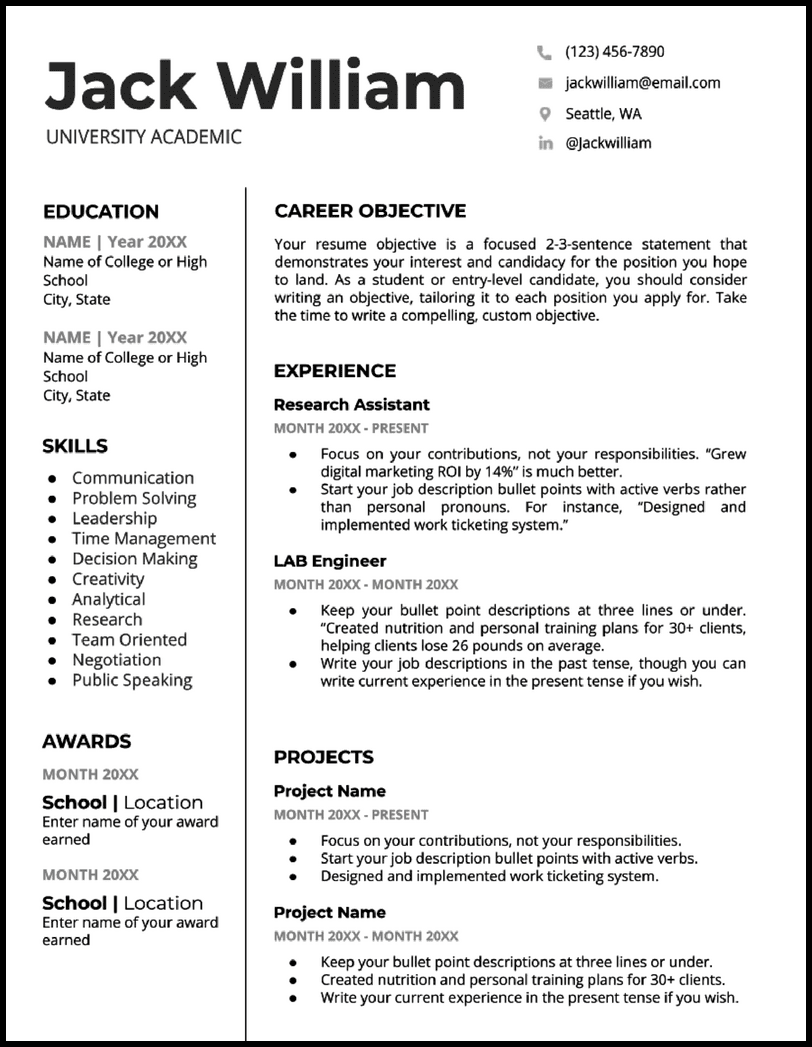 Jack William
UNIVERSITY ACADEMIC
(123) 456-7890
jackwilliam@email.com
Seattle, WA
in @Jackwilliam
EDUCATION
NAME | Year 20XX
Name of College or High
School
City, State
NAME | Year 20XX
Name of College or High
School
City, State
SKILLS
● Communication
● Problem Solving
● Leadership
● Time Management
● Decision Making
● Creativity
● Analytical
● Research
● Team Oriented
● Negotiation
● Public Speaking
AWARDS
MONTH 20XX
School | Location
Enter name of your award
earned
MONTH 20XX
School | Location
Enter name of your award
earned
CAREER OBJECTIVE
Your resume objective is a focused 2-3-sentence statement that
demonstrates your interest and candidacy for the position you hope
to land. As a student or entry-level candidate, you should consider
writing an objective, tailoring it to each position you apply for. Take
the time to write a compelling, custom objective.
EXPERIENCE
Research Assistant
MONTH 20XX - PRESENT
● Focus on your contributions, not your responsibilities. “Grew
digital marketing ROI by 14%” is much better.
● Start your job description bullet points with active verbs rather
than personal pronouns. For instance, “Designed and
implemented work ticketing system.”
LAB Engineer
MONTH 20XX - MONTH 20XX
● Keep your bullet point descriptions at three lines or under.
“Created nutrition and personal training plans for 30+ clients,
helping clients lose 26 pounds on average.
● Write your job descriptions in the past tense, though you can
write current experience in the present tense if you wish.
PROJECTS
Project Name
MONTH 20XX - PRESENT
● Focus on your contributions, not your responsibilities.
● Start your job description bullet points with active verbs.
● Designed and implemented work ticketing system.
Project Name
MONTH 20XX - MONTH 20XX
● Keep your bullet point descriptions at three lines or under.
● Created nutrition and personal training plans for 30+ clients.
● Write your current experience in the present tense if you wish.